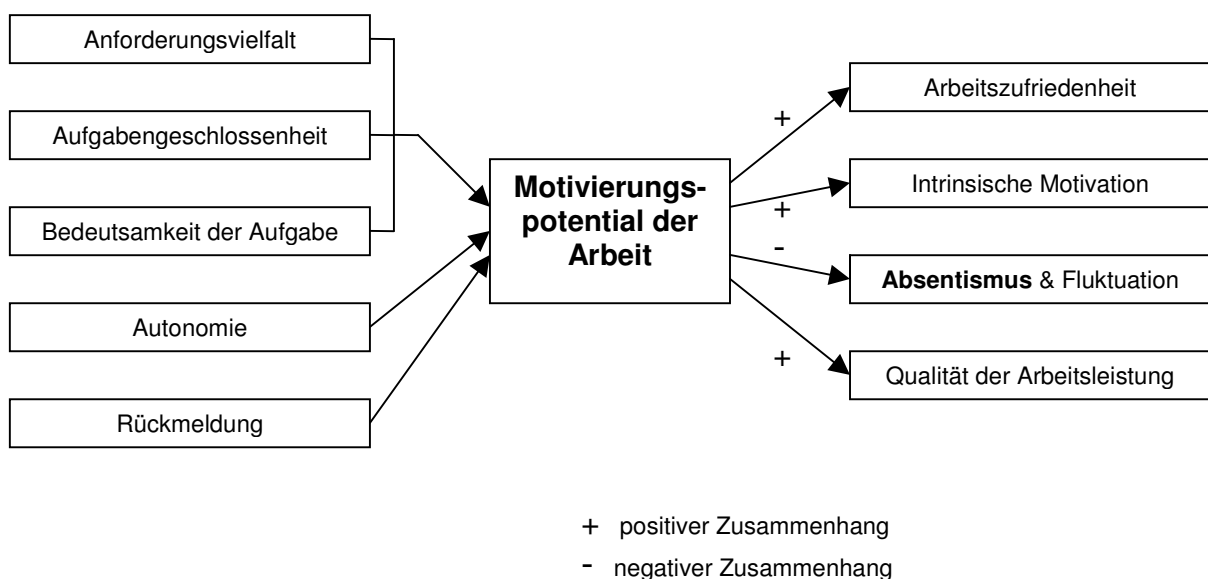 Anforderungsvielfalt
Aufgabengeschlossenheit
Bedeutsamkeit der Aufgabe
Autonomie
Rückmeldung
Motivierungs-
potential der
Arbeit
+
+
-
+
Arbeitszufriedenheit
Intrinsische Motivation
Absentismus & Fluktuation
Qualität der Arbeitsleistung
+ positiver Zusammenhang
- negativer Zusammenhang